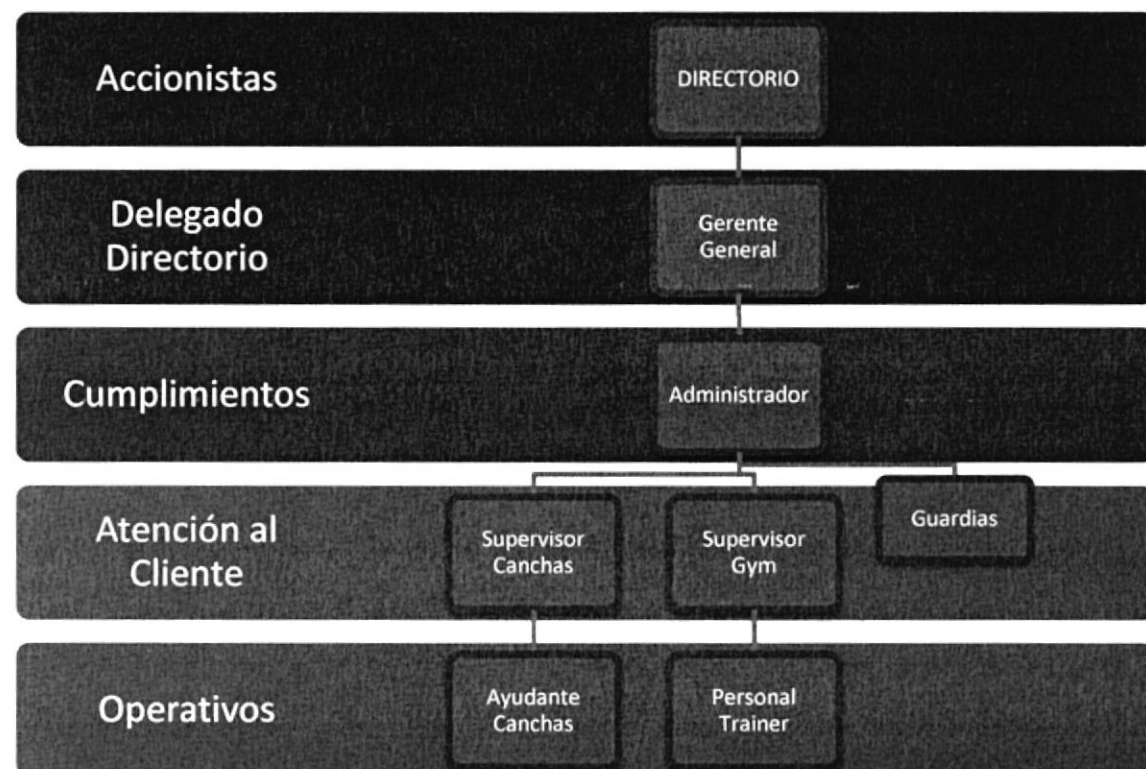 Accionistas
DIRECTORIO
Delegado
Directorio
Gerente
General
Cumplimientos
Administrador
Atención al
Cliente
Supervisor
Canchas
Supervisor
Gym
Guardias
Operativos
Ayudante
Canchas
Personal
Trainer